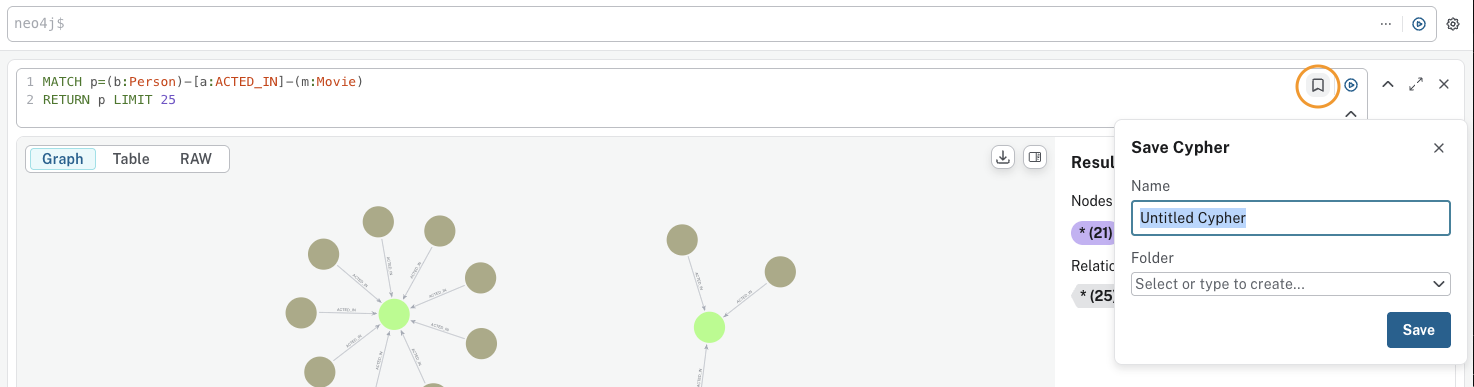 neo4j$
1 MATCH p=(b:Person)-[a:ACTED_IN]-(m:Movie)
2 RETURN p LIMIT 25
Graph Table RAW
ACTED_IN
ACTED_IN
ACTED_IN
ACTED_IN
ACTED_IN
ACTED_IN
ACTED_IN
ACTED_IN
ACTED_IN
ACTED_IN
ACTED_IN
Resul
Nodes
* (21)
Relatio
* (25)
Save Cypher
Name
Untitled Cypher
Folder
Select or type to create...
Save